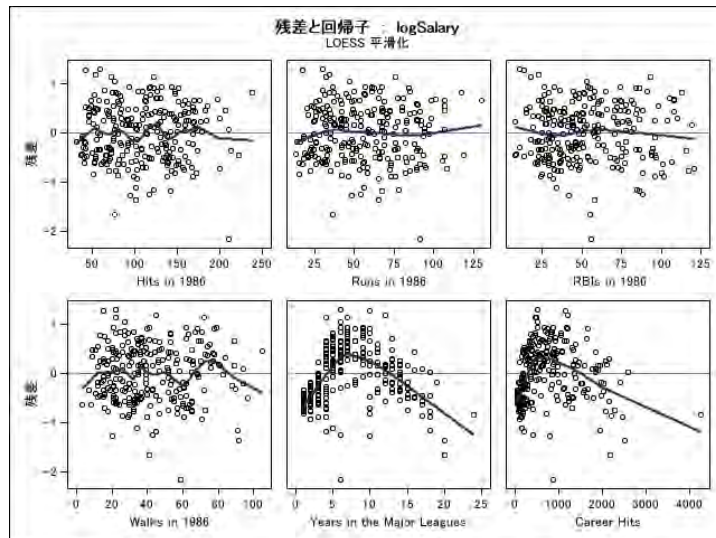 残差と回帰子 : logSalary
LOESS 平滑化
残差
1
0
-1
-2
50 100 150 200 250
Hits in 1986
25 50 75 100 125
Runs in 1986
25 50 75 100 125
RBIs in 1986
残差
1
0
-1
-2
0 20 40 60 80 100
Walks in 1986
0 5 10 15 20 25
Years in the Major Leagues
0 1000 2000 3000 4000
Career Hits